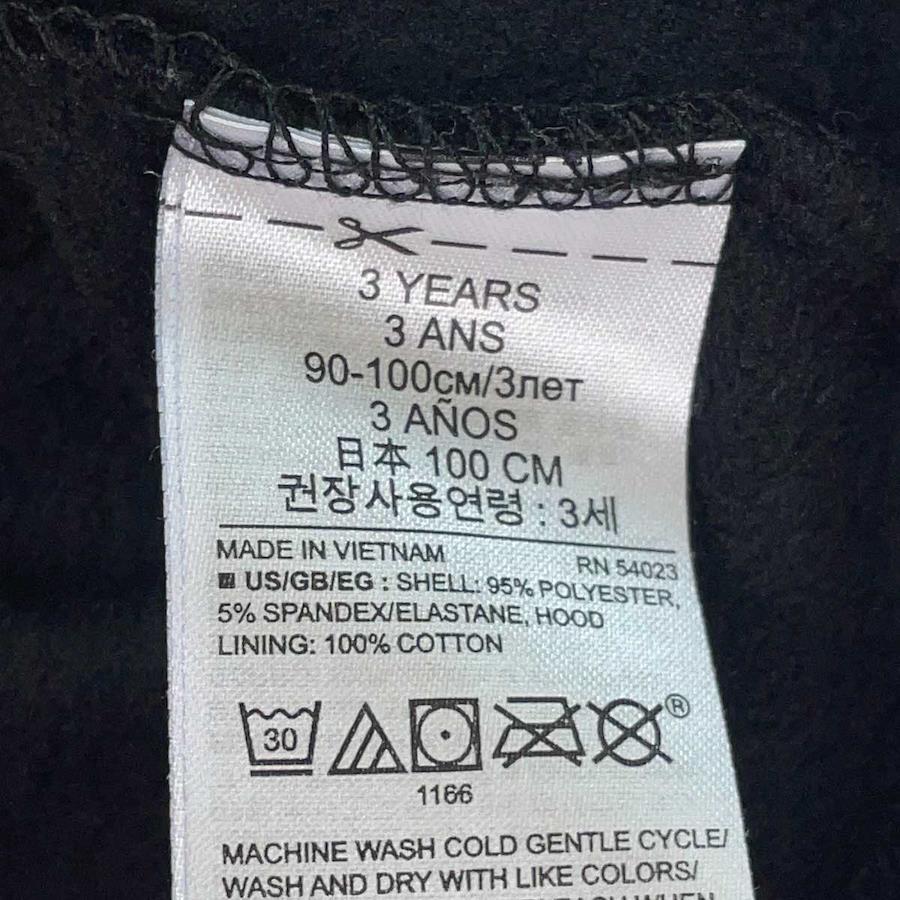 3 YEARS
3 ANS
90-100см/3лет
3 AÑOS
日本 100 CM
권장사용연령 : 3세
MADE IN VIETNAM
RN 54023
US/GB/EG : SHELL: 95% POLYESTER,
5% SPANDEX/ELASTANE, HOOD
LINING: 100% COTTON
30
®
1166
MACHINE WASH COLD GENTLE CYCLE/
WASH AND DRY WITH LIKE COLORS/